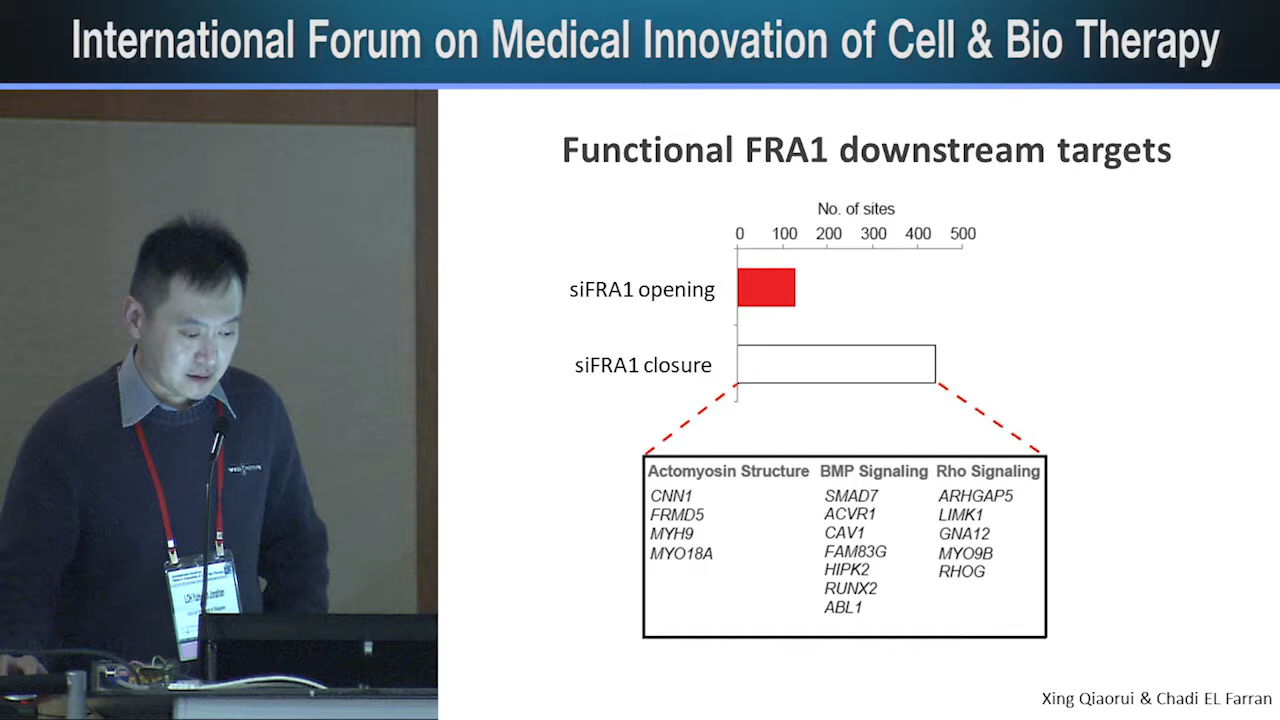 International Forum on Medical Innovation of Cell & Bio Therapy
Functional FRA1 downstream targets
No. of sites
0 100 200 300 400 500
siFRA1 opening
siFRA1 closure
Actomyosin Structure BMP Signaling Rho Signaling
CNN1 SMAD7 ARHGAP5
FRMD5 ACVR1 LIMK1
MYH9 CAV1 GNA12
MYO18A FAM83G MYO9B
HIPK2 RHOG
RUNX2
ABL1
LOH
Jonathan
Xing Qiaorui & Chadi EL Farran